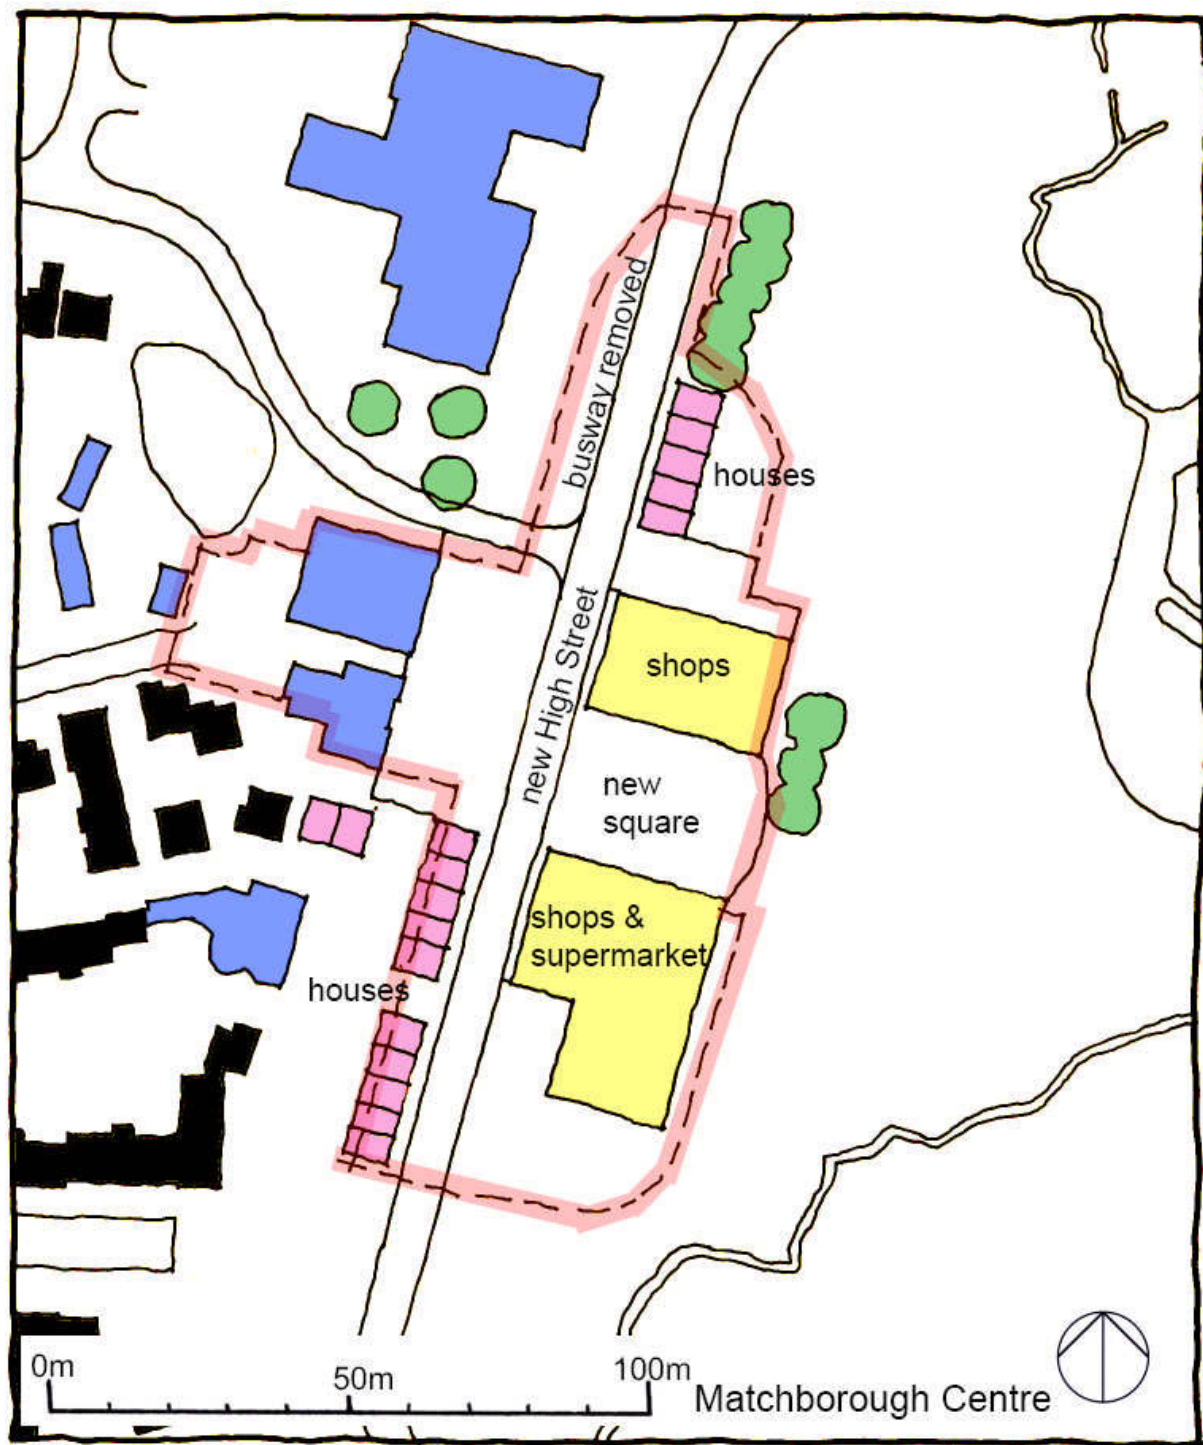 busway removed
houses
shops
new High Street
new
square
shops &
supermarket
houses
0m
50m
100m
Matchborough Centre